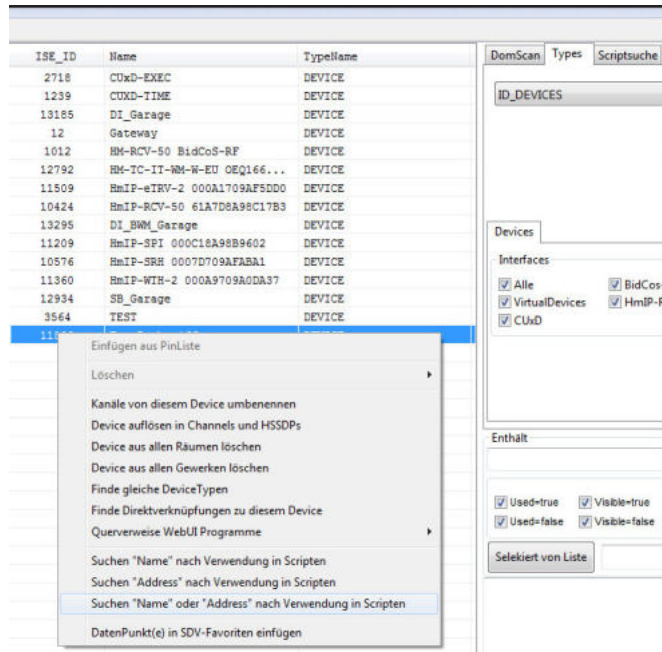 ISE_ID Name TypeName
2718 CUxD-EXEC DEVICE
1239 CUXD-TIME DEVICE
13185 DI_Garage DEVICE
12 Gateway DEVICE
1012 HM-RCV-50 BidCoS-RF DEVICE
12792 HM-TC-IT-WM-W-EU OEQ166... DEVICE
11509 HmIP-eTRV-2 000A1709AF5DD0 DEVICE
10424 HmIP-RCV-50 61A7D8A98C17B3 DEVICE
13295 DI_BWM_Garage DEVICE
11209 HmIP-SPI 000C18A98B9602 DEVICE
10576 HmIP-SRH 0007D709AFABA1 DEVICE
11360 HmIP-WTH-2 000A9709A0DA37 DEVICE
12934 SB_Garage DEVICE
3564 TEST DEVICE
Einfügen aus PinListe
Löschen
Kanäle von diesem Device umbenennen
Device auflösen in Channels und HSSDPs
Device aus allen Räumen löschen
Device aus allen Gewerken löschen
Finde gleiche DeviceTypen
Finde Direktverknüpfungen zu diesem Device
Querverweise WebUI Programme
Suchen "Name" nach Verwendung in Scripten
Suchen "Address" nach Verwendung in Scripten
Suchen "Name" oder "Address" nach Verwendung in Scripten
DatenPunkt(e) in SDV-Favoriten einfügen
DomScan Types Scriptsuche
ID_DEVICES
Devices
Interfaces
Alle BidCos
VirtualDevices HmIP-R
CUxD
Enthält
Used=true Visible=true
Used=false Visible=false
Selekiert von Liste